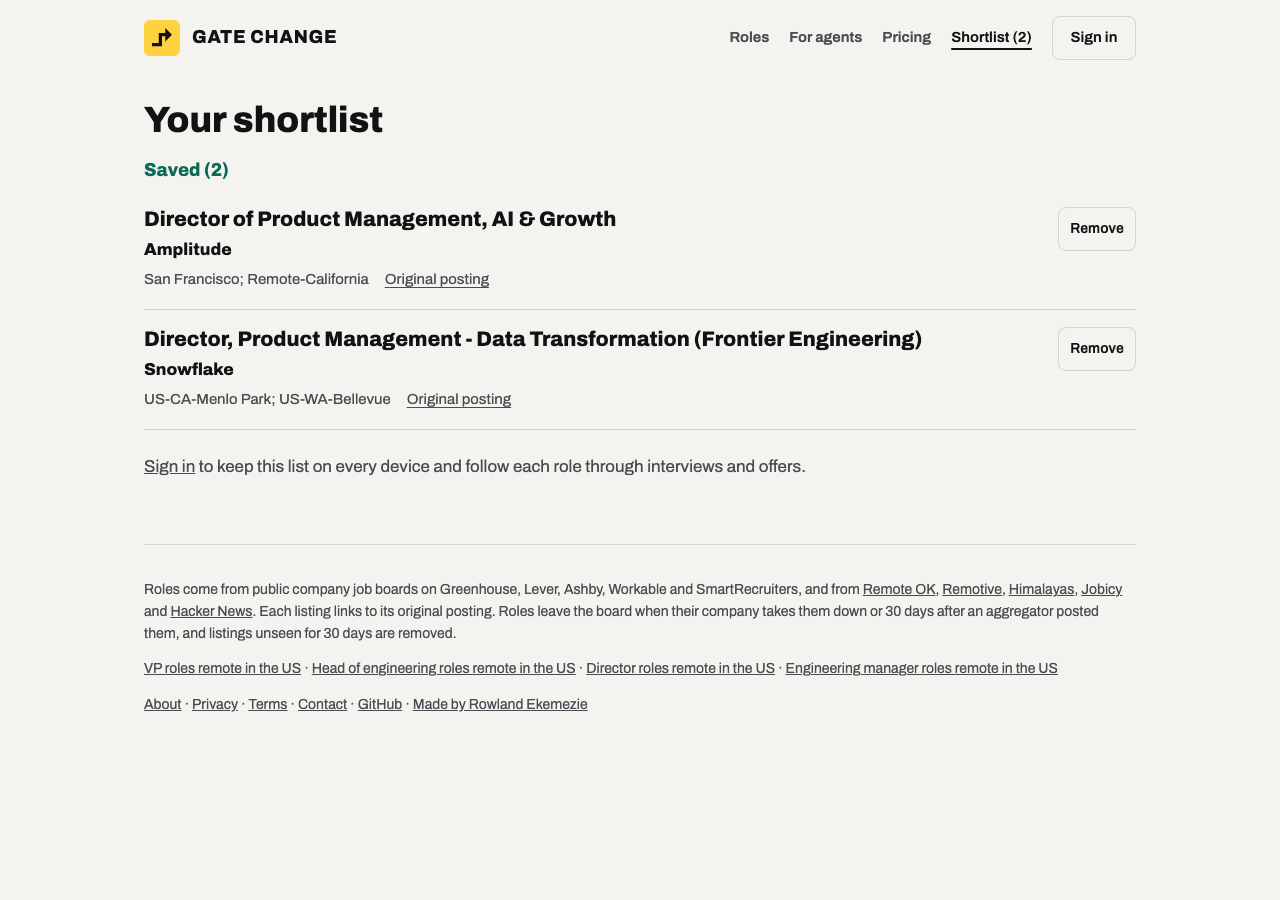 GATE CHANGE
Roles
For agents
Pricing
Shortlist (2)
Sign in
Your shortlist
Saved (2)
Director of Product Management, AI & Growth
Remove
Amplitude
San Francisco; Remote-California Original posting
Director, Product Management - Data Transformation (Frontier Engineering)
Remove
Snowflake
US-CA-Menlo Park; US-WA-Bellevue Original posting
Sign in to keep this list on every device and follow each role through interviews and offers.
Roles come from public company job boards on Greenhouse, Lever, Ashby, Workable and SmartRecruiters, and from Remote OK, Remotive, Himalayas, Jobicy
and Hacker News. Each listing links to its original posting. Roles leave the board when their company takes them down or 30 days after an aggregator posted
them, and listings unseen for 30 days are removed.
VP roles remote in the US · Head of engineering roles remote in the US · Director roles remote in the US · Engineering manager roles remote in the US
About · Privacy · Terms · Contact · GitHub · Made by Rowland Ekemezie